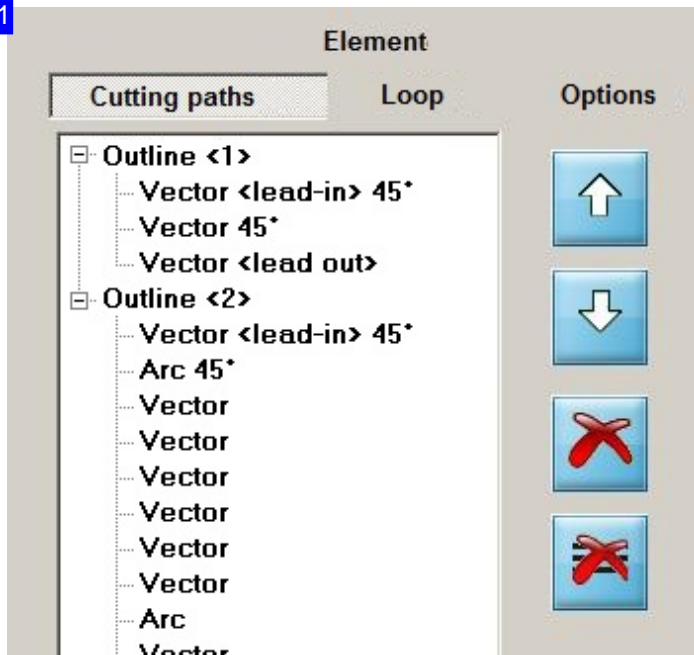 1
Element
Cutting paths Loop Options
Outline <1>
Vector <lead-in> 45°
Vector 45°
Vector <lead out>
Outline <2>
Vector <lead-in> 45°
Arc 45°
Vector
Vector
Vector
Vector
Vector
Vector
Arc
Vector